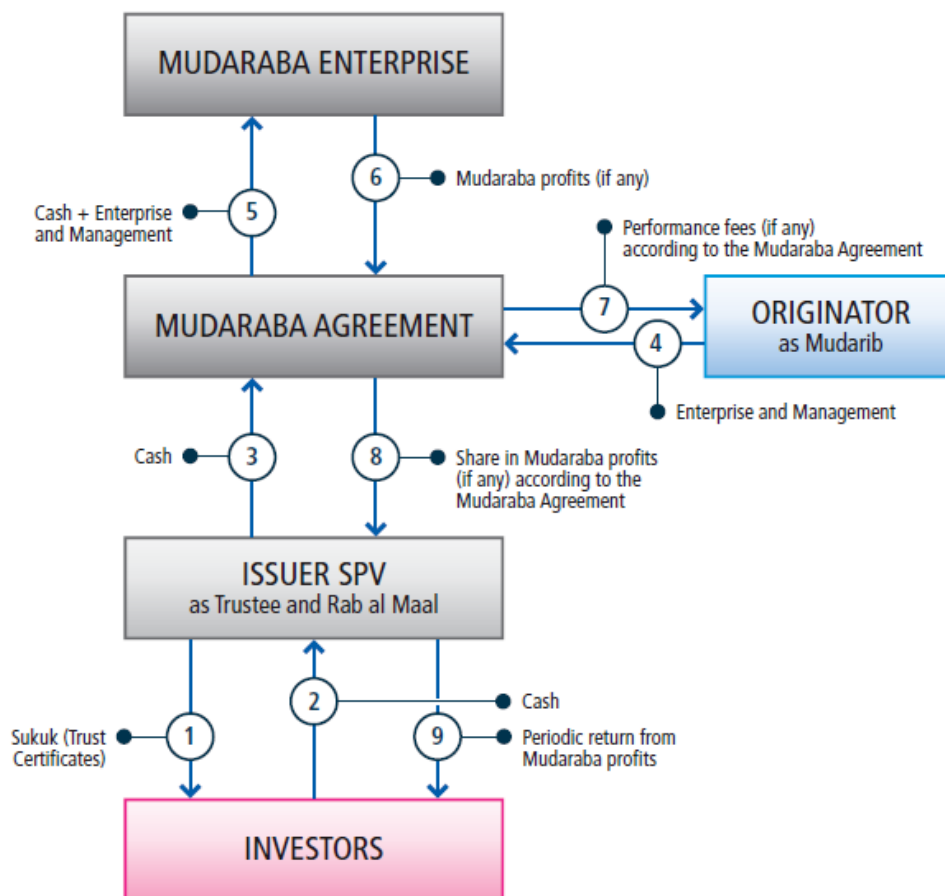 MUDARABA ENTERPRISE
6
Mudaraba profits (if any)
Cash + Enterprise
and Management
5
Performance fees (if any)
according to the Mudaraba Agreement
MUDARABA AGREEMENT
7
4
ORIGINATOR
as Mudarib
Enterprise and Management
Cash
3
8
Share in Mudaraba profits
(if any) according to the
Mudaraba Agreement
ISSUER SPV
as Trustee and Rab al Maal
2
Cash
Sukuk (Trust
Certificates)
1
9
Periodic return from
Mudaraba profits
INVESTORS